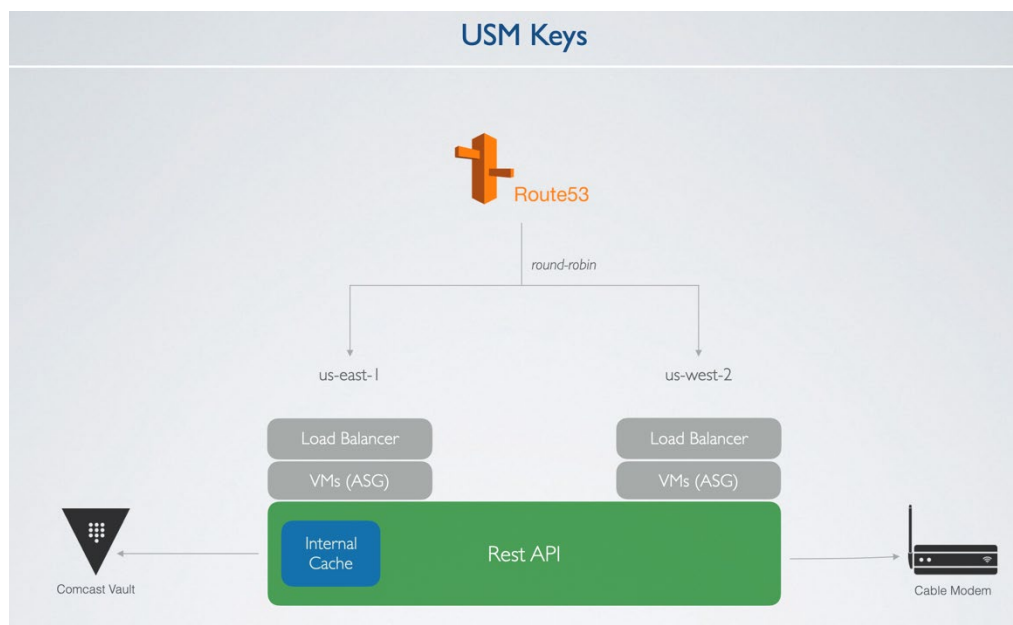 USM Keys
Route53
round-robin
us-east-1
us-west-2
Load Balancer
Load Balancer
VMs (ASG)
VMs (ASG)
Internal
Cache
Rest API
Comcast Vault
Cable Modem